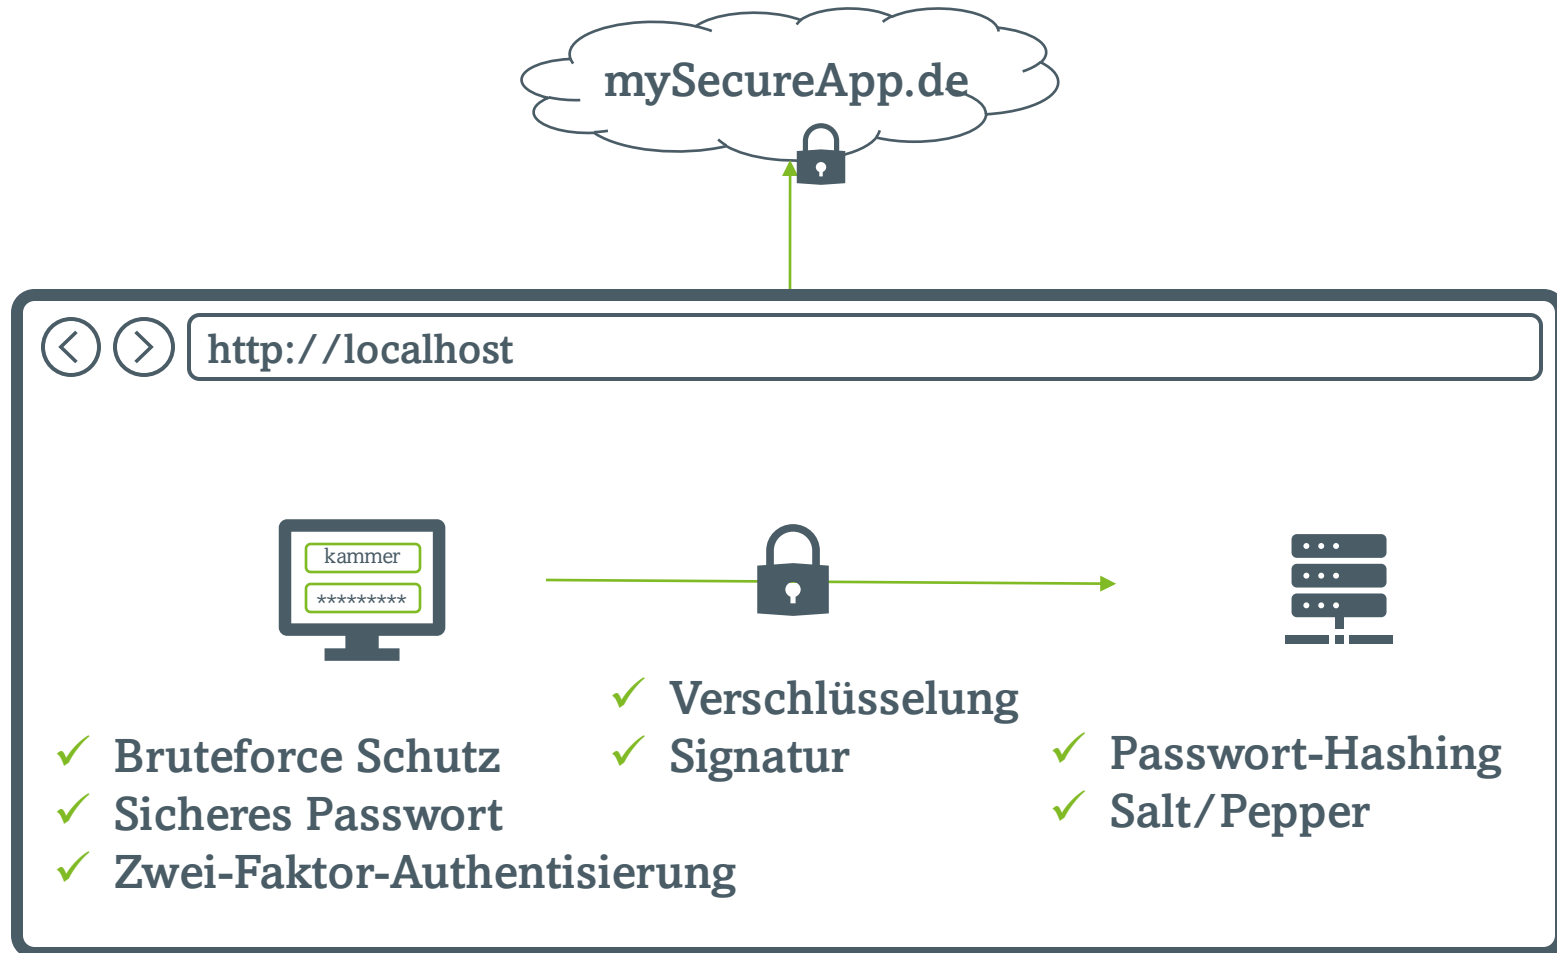 mySecureApp.de
http://localhost
kammer
*********
Verschlüsselung
Signatur
Bruteforce Schutz
Sicheres Passwort
Zwei-Faktor-Authentisierung
Passwort-Hashing
Salt/Pepper